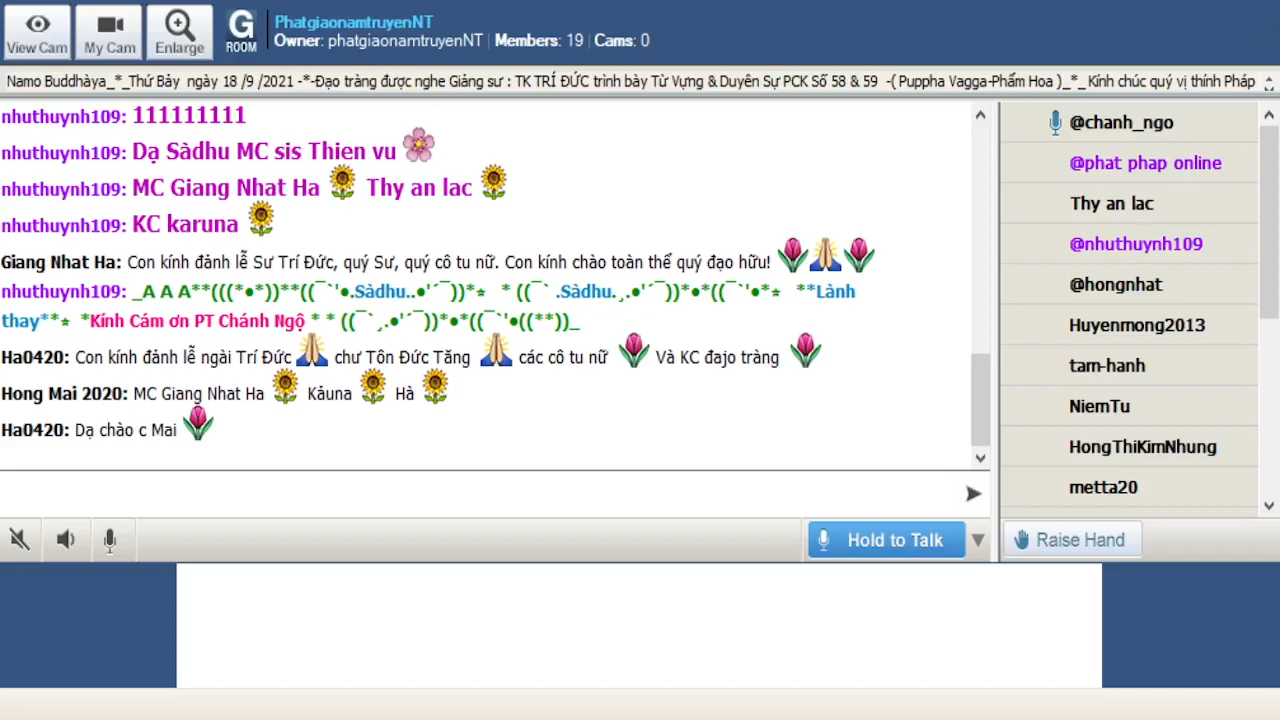 View Cam
My Cam
Enlarge
G
ROOM
PhatgiaonamtruyenNT
Owner: phatgiaonamtruyenNT | Members: 19 | Cams: 0
Namo Buddhàya_*_Thứ Bảy ngày 18 /9 /2021 -*-Đạo tràng được nghe Giảng sư : TK TRÍ ĐỨC trình bày Từ Vựng & Duyên Sự PCK Số 58 & 59 -( Puppha Vagga-Phẩm Hoa )_*_ Kính chúc quý vị thính Pháp
nhuthuynh109: 111111111
nhuthuynh109: Dạ Sàdhu MC sis Thien vu
nhuthuynh109: MC Giang Nhat Ha Thy an lac
nhuthuynh109: KC karuna
Giang Nhat Ha: Con kính đảnh lễ Sư Trí Đức, quý Sư, quý cô tu nữ. Con kính chào toàn thể quý đạo hữu!
nhuthuynh109: _A A A**(((*•*))**((¯`'•.Sàdhu..•'´¯))*⭑ * ((¯` .Sàdhu.¸.•'´¯))*•*((¯`'•*⭑ **Lành
thay**⭑ *Kính Cám ơn PT Chánh Ngộ * * ((¯`¸.•'´¯))*•*((¯`'•((**))_
Ha0420: Con kính đảnh lễ ngài Trí Đức chư Tôn Đức Tăng các cô tu nữ Và KC đajo tràng
Hong Mai 2020: MC Giang Nhat Ha Kảuna Hà
Ha0420: Dạ chào c Mai
@chanh_ngo
@phat phap online
Thy an lac
@nhuthuynh109
@hongnhat
Huyenmong2013
tam-hanh
NiemTu
HongThiKimNhung
metta20
Hold to Talk
Raise Hand